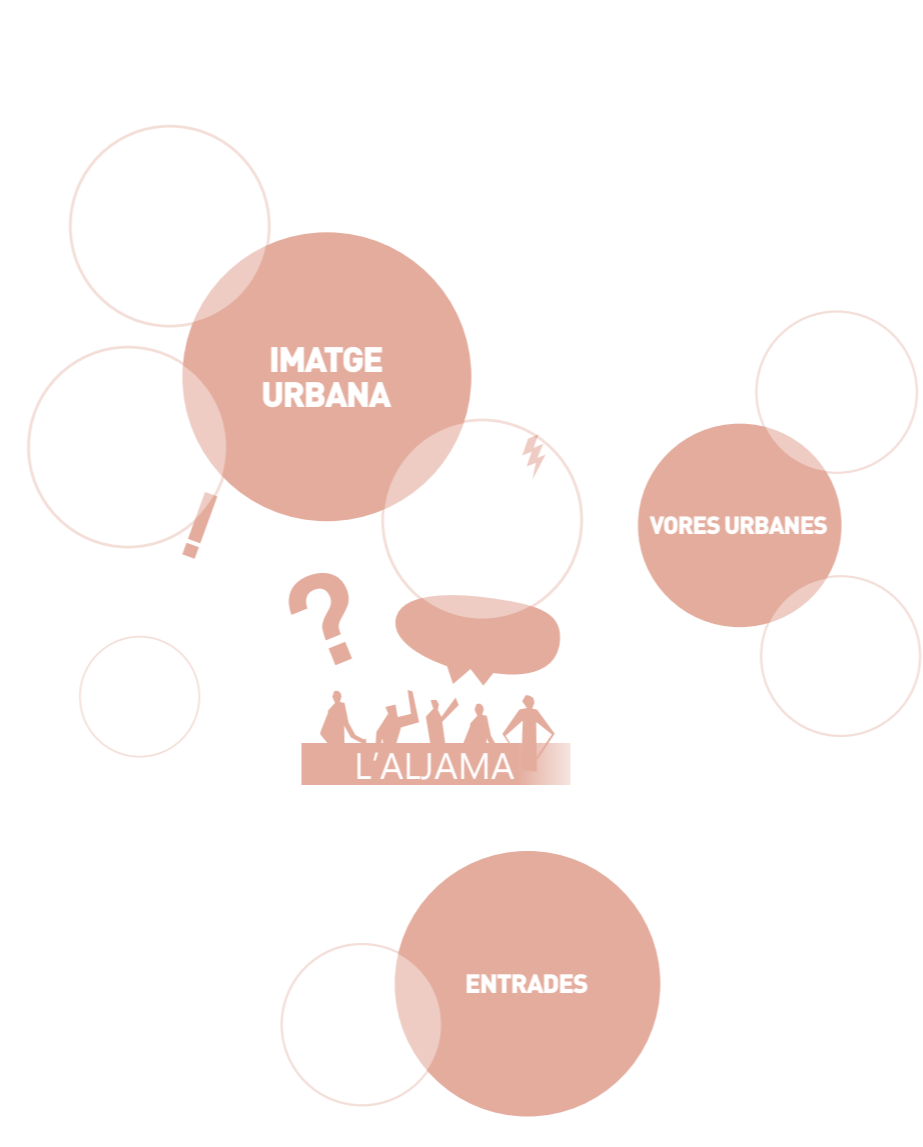 IMATGE
URBANA
VORES URBANES
?
!
L'ALJAMA
ENTRADES